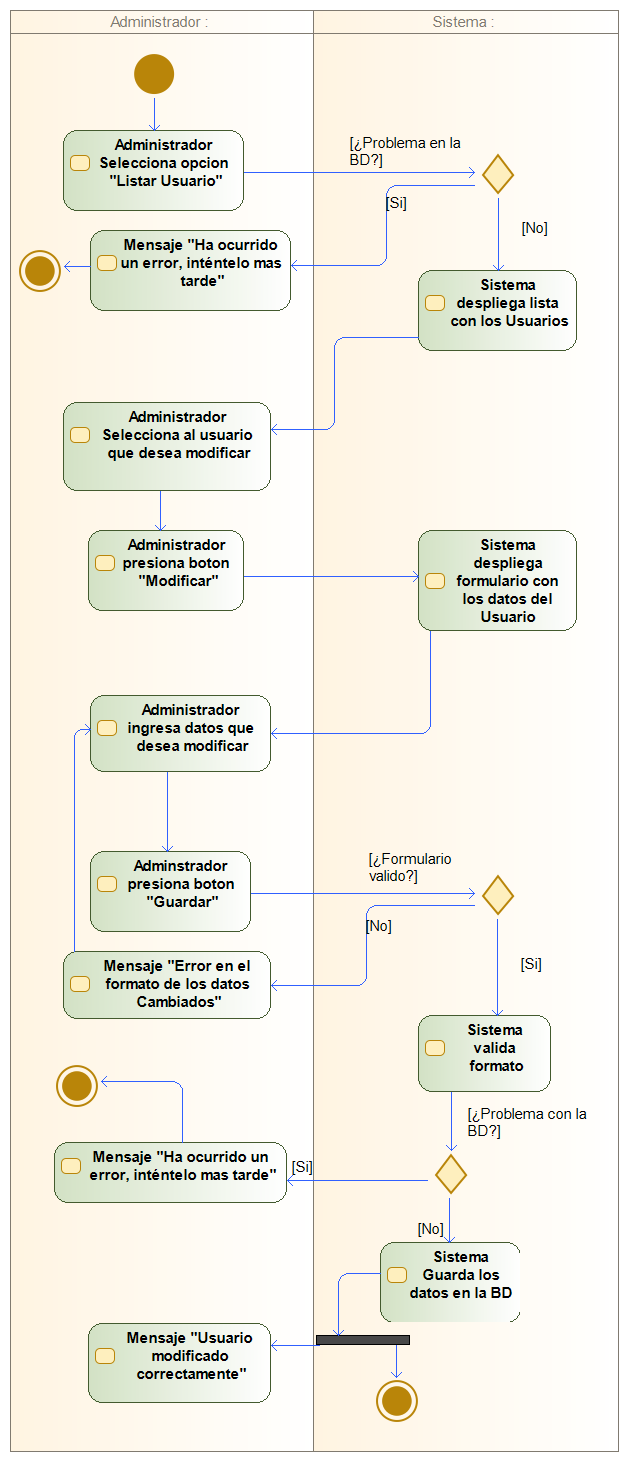 Administrador :
Sistema :
Administrador
Selecciona opcion
"Listar Usuario"
[¿Problema en la
BD?]
[Si]
[No]
Mensaje "Ha ocurrido
un error, inténtelo mas
tarde"
Sistema
despliega lista
con los Usuarios
Administrador
Selecciona al usuario
que desea modificar
Administrador
presiona boton
"Modificar"
Sistema
despliega
formulario con
los datos del
Usuario
Administrador
ingresa datos que
desea modificar
Adminstrador
presiona boton
"Guardar"
[¿Formulario
valido?]
[No]
[Si]
Mensaje "Error en el
formato de los datos
Cambiados"
Sistema
valida
formato
[¿Problema con la
BD?]
Mensaje "Ha ocurrido un
error, inténtelo mas tarde"
[Si]
[No]
Sistema
Guarda los
datos en la BD
Mensaje "Usuario
modificado
correctamente"